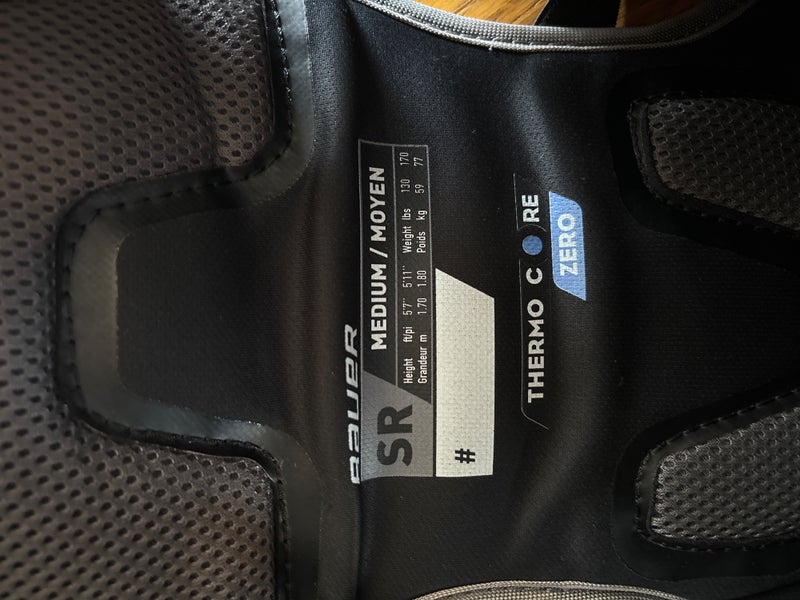 BAUER
SR MEDIUM / MOYEN
Height ft/pi 5'7" 5'11" Weight lbs 130 170
Grandeur m 1.70 1.80 Poids kg 59 77
#
THERMO CORE
ZERO